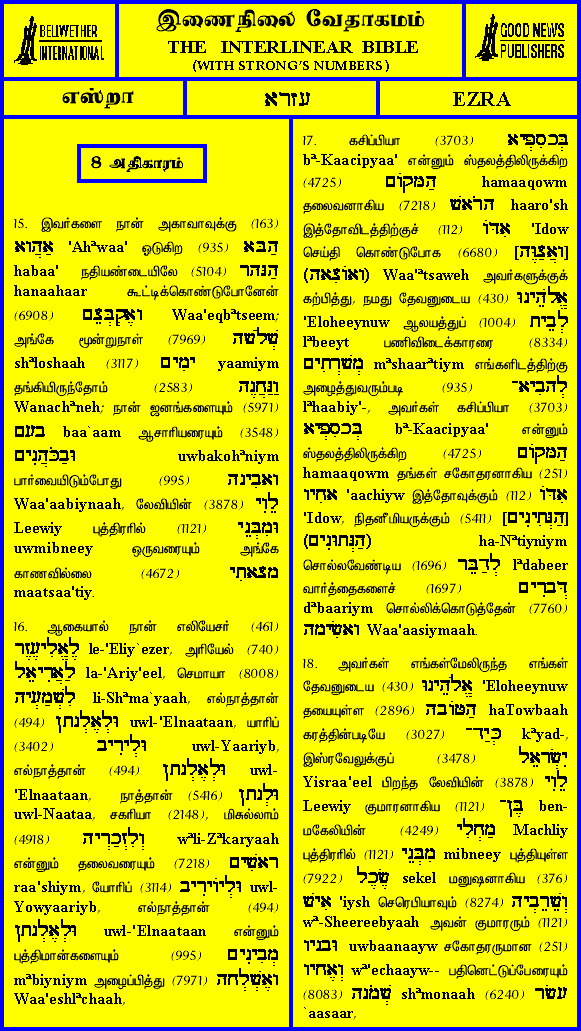 BELLWETHER
INTERNATIONAL
இணைநிலை வேதாகமம்
THE INTERLINEAR BIBLE
(WITH STRONG'S NUMBERS)
GOOD NEWS
PUBLISHERS
எஸ்றா
עזרא
EZRA
8 அதிகாரம்
15. இவர்களை நான் அகாவாவுக்கு (163)
אַהֲוָא 'Ahªwaa' ஓடுகிற (935) הַבָּא
habaa' நதியண்டையிலே (5104) הַנָּהָר
hanaahaar கூட்டிக்கொண்டுபோனேன்
(6908) וָאֶקְבְּצֵם Waa'eqbªtseem;
அங்கே மூன்றுநாள் (7969) שְׁלֹשָׁה
shªloshaah (3117) יָמִים yaamiym
தங்கியிருந்தோம் (2583) וַנַּחֲנֶה
Wanachªneh; நான் ஜனங்களையும் (5971)
בָעָם baa`aam ஆசாரியரையும் (3548)
וּבַכֹּהֲנִים uwbakohªniym
பார்வையிடும்போது (995) וָאָבִינָה
Waa'aabiynaah, லேவியின் (3878) לֵוִי
Leewiy புத்திரரில் (1121) וּמִבְּנֵי
uwmibneey ஒருவரையும் அங்கே
காணவில்லை (4672) מָצָאתִי
maatsaa'tiy.
16. ஆகையால் நான் எலியேசர் (461)
לֶאֱלִיעֶזֶר le-'Eliy`ezer, அரியேல் (740)
לַאֲרִיאֵל la-'Ariy'eel, செமாயா (8008)
לִשְׁמַעְיָה li-Shªma`yaah, எல்நாத்தான்
(494) וּלְאֶלְנָתָן uwl-'Elnaataan, யாரிப்
(3402) וּלְיָרִיב uwl-Yaariyb,
எல்நாத்தான் (494) וּלְאֶלְנָתָן uwl-
'Elnaataan, நாத்தான் (5416) וּלְנָתָן
uwl-Naataa, சகரியா (2148), மிசுல்லாம்
(4918) וְלִזְכַרְיָה wªli-Zªkaryaah
என்னும் தலைவரையும் (7218) רָאשִׁים
raa'shiym, யோரிப் (3114) וּלְיוֹיָרִיב uwl-
Yowyaariyb, எல்நாத்தான் (494)
וּלְאֶלְנָתָן uwl-'Elnaataan என்னும்
புத்திமான்களையும் (995)
מְבִינִים mªbiyniym அழைப்பித்து (7971) וָאֶשְׁלְחָה
Waa'eshlªchaah,
17. கசிப்பியா (3703) בְּכָסִפְיָא
bª-Kaacipyaa' என்னும் ஸ்தலத்திலிருக்கிற
(4725) הַמָּקוֹם hamaaqowm
தலைவனாகிய (7218) הָרֹאשׁ haaro'sh
இத்தோவிடத்திற்குச் (112) אִדּוֹ 'Idow
செய்தி கொண்டுபோக (6680) [וַאֲצַוֶּה]
(וָאוֹצִאָה) Waa'ªtsaweh அவர்களுக்குக்
கற்பித்து, நமது தேவனுடைய (430) אֱלֹהֵינוּ
'Eloheeynuw ஆலயத்துப் (1004) לְבֵית
lªbeeyt பணிவிடைக்காரரை (8334)
מְשָׁרְתִים mªshaarªtiym எங்களிடத்திற்கு
அழைத்துவரும்படி (935) לְהָבִיא־
lªhaabiy'-, அவர்கள் கசிப்பியா (3703)
בְּכָסִפְיָא bª-Kaacipyaa' என்னும்
ஸ்தலத்திலிருக்கிற (4725) הַמָּקוֹם
hamaaqowm தங்கள் சகோதரனாகிய (251)
אָחִיו 'aachiyw இத்தோவுக்கும் (112) אִדּוֹ
'Idow, நிதனீமியருக்கும் (5411) [הַנְּתִינִים]
(הַנְּתוּנִים) ha-Nªtiyniym
சொல்லவேண்டிய (1696) לְדַבֵּר lªdabeer
வார்த்தைகளைச் (1697) דְּבָרִים
dªbaariym சொல்லிக்கொடுத்தேன் (7760)
וָאָשִׂימָה Waa'aasiymaah.
18. அவர்கள் எங்கள்மேலிருந்த எங்கள்
தேவனுடைய (430) אֱלֹהֵינוּ 'Eloheeynuw
தயையுள்ள (2896) הַטּוֹבָה haTowbaah
கரத்தின்படியே (3027) כְּיַד־ kªyad-,
இஸ்ரவேலுக்குப் (3478) יִשְׂרָאֵל
Yisraa'eel பிறந்த லேவியின் (3878) לֵוִי
Leewiy குமாரனாகிய (1121) בֶּן־ ben-
மகேலியின் (4249) מַחְלִי Machliy
புத்திரரில் (1121) מִבְּנֵי mibneey புத்தியுள்ள
(7922) שֶׂכֶל sekel மனுஷனாகிய (376)
אִישׁ 'iysh செரெபியாவும் (8274) וְשֵׁרֵבְיָה
wª-Sheereebyaah அவன் குமாரரும் (1121)
וּבָנָיו uwbaanaayw சகோதரருமான (251)
וְאֶחָיו wª'echaayw-- பதினெட்டுப்பேரையும்
(8083) שְׁמֹנָה shªmonaah (6240) עָשָׂר
`aasaar,